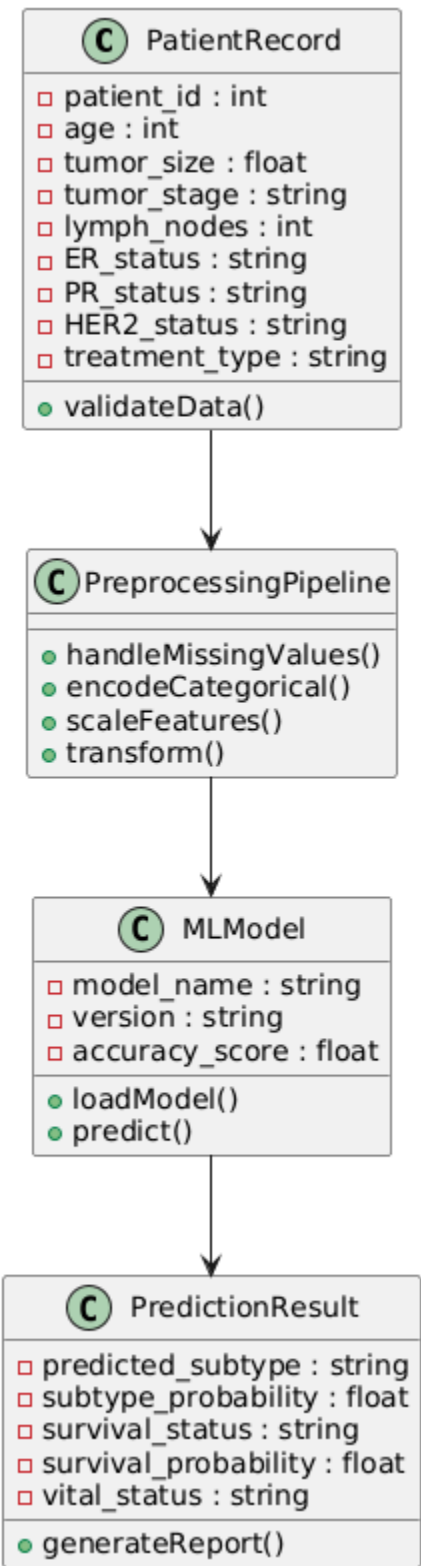 C PatientRecord
patient_id : int
age : int
tumor_size : float
tumor_stage : string
lymph_nodes : int
ER_status : string
PR_status : string
HER2_status : string
treatment_type : string
validateData()
C PreprocessingPipeline
handleMissingValues()
encodeCategorical()
scaleFeatures()
transform()
C MLModel
model_name : string
version : string
accuracy_score : float
loadModel()
predict()
C PredictionResult
predicted_subtype : string
subtype_probability : float
survival_status : string
survival_probability : float
vital_status : string
generateReport()